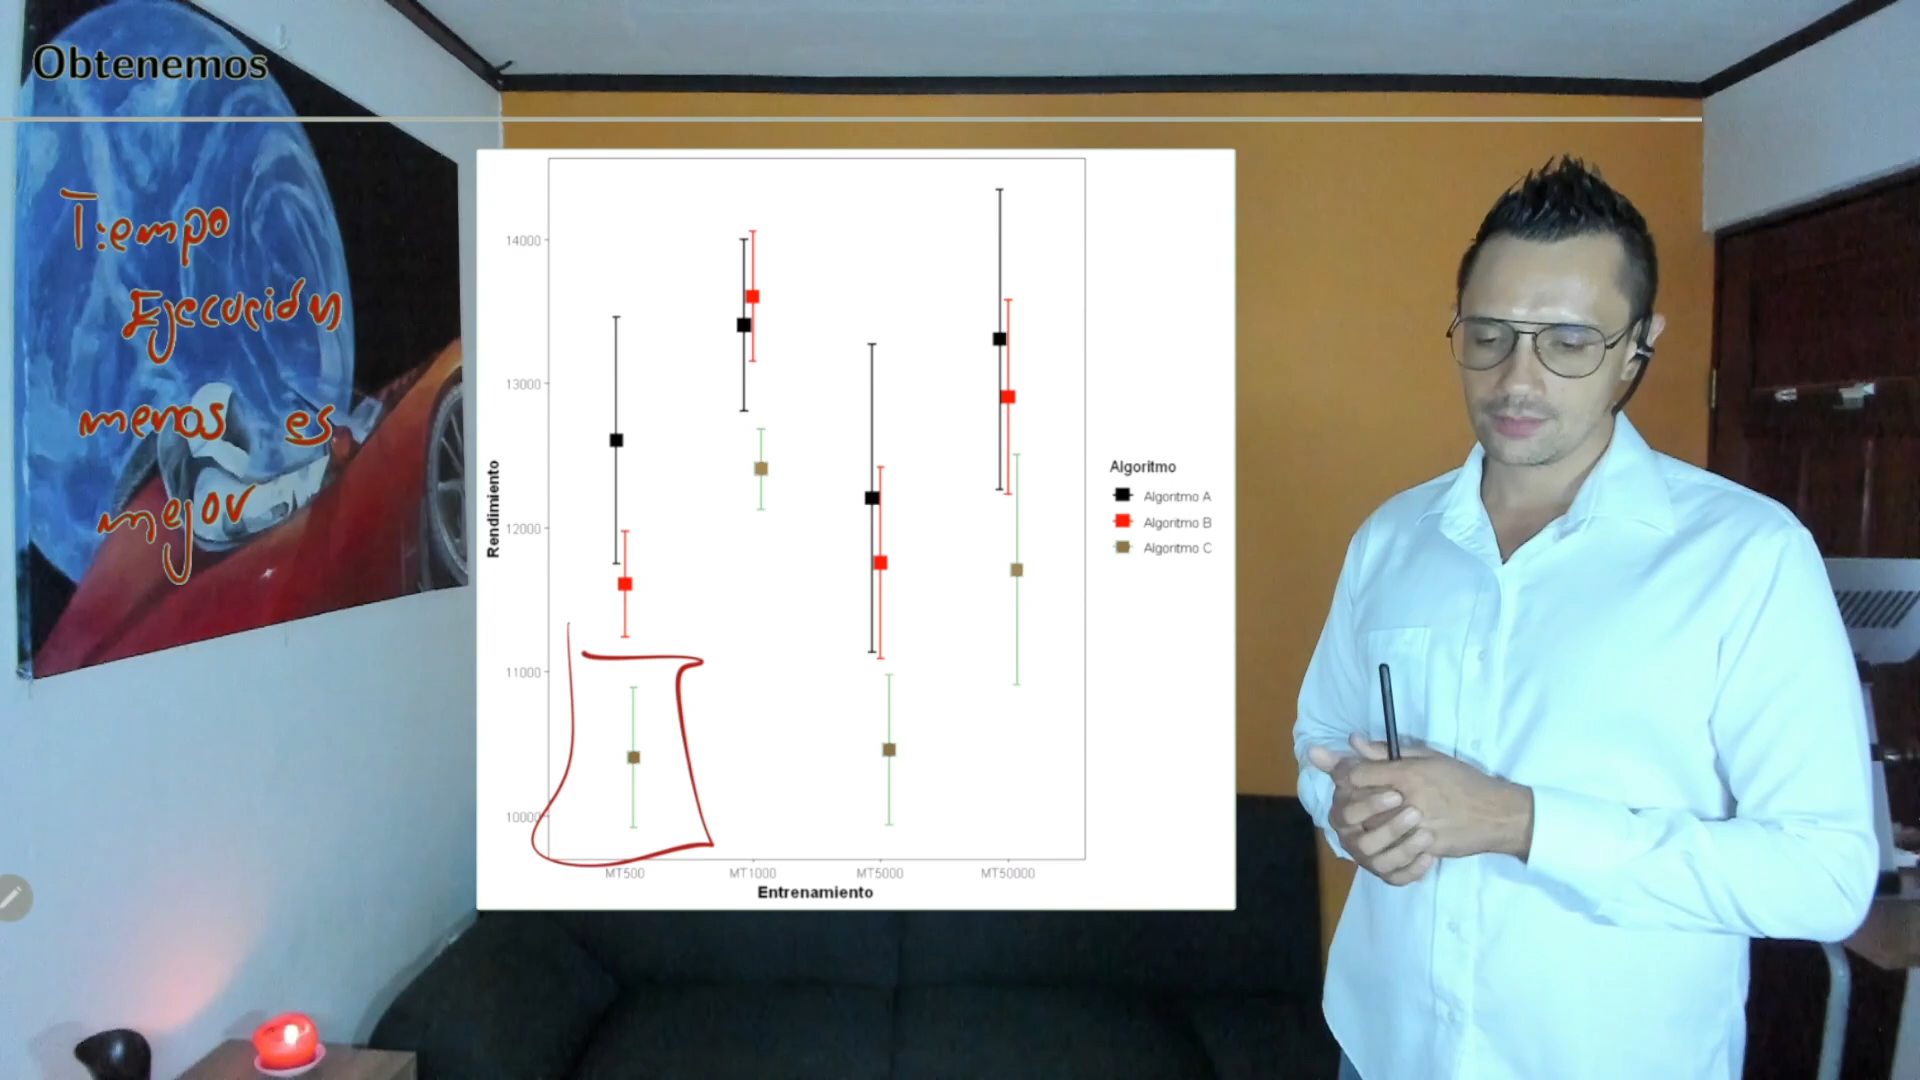 Obtenemos
Tiempo
Ejecución
menos es
mejor
14000
13000
12000
11000
10000
Rendimiento
MT500
MT1000
MT5000
MT50000
Entrenamiento
Algoritmo
Algoritmo A
Algoritmo B
Algoritmo C